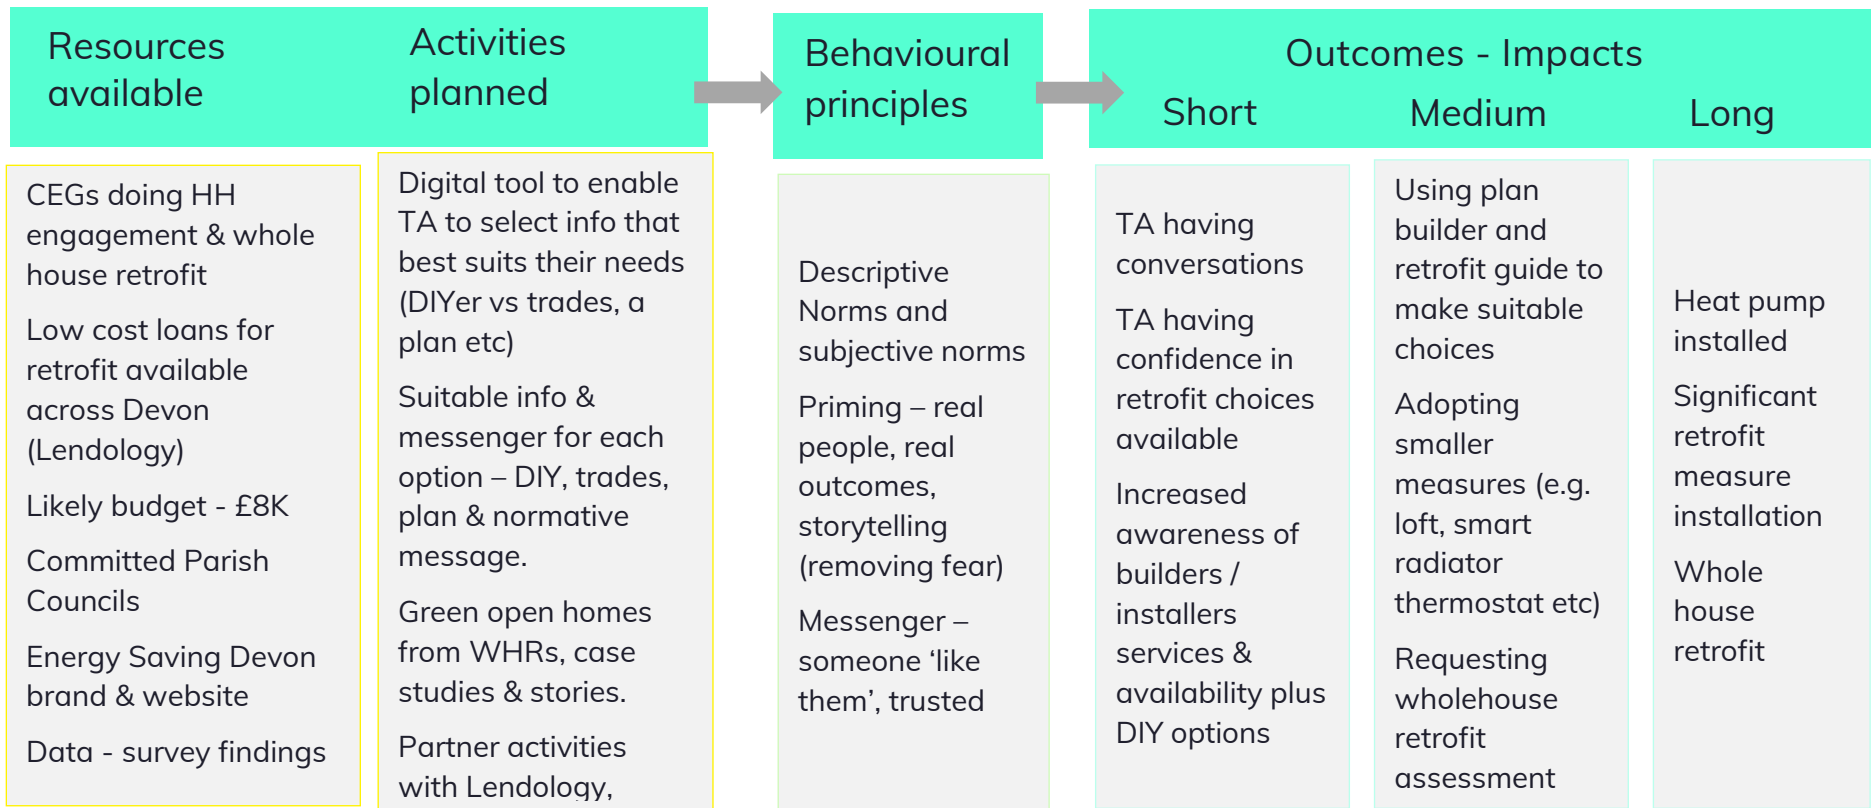 Resources
available
Activities
planned
Behavioural
principles
Outcomes - Impacts
Short
Medium
Long
CEGs doing HH
engagement & whole
house retrofit
Low cost loans for
retrofit available
across Devon
(Lendology)
Likely budget - £8K
Committed Parish
Councils
Energy Saving Devon
brand & website
Data - survey findings
Digital tool to enable
TA to select info that
best suits their needs
(DIYer vs trades, a
plan etc)
Suitable info &
messenger for each
option – DIY, trades,
plan & normative
message.
Green open homes
from WHRs, case
studies & stories.
Partner activities
with Lendology,
Descriptive
Norms and
subjective norms
Priming – real
people, real
outcomes,
storytelling
(removing fear)
Messenger –
someone ‘like
them’, trusted
TA having
conversations
TA having
confidence in
retrofit choices
available
Increased
awareness of
builders /
installers
services &
availability plus
DIY options
Using plan
builder and
retrofit guide to
make suitable
choices
Adopting
smaller
measures (e.g.
loft, smart
radiator
thermostat etc)
Requesting
wholehouse
retrofit
assessment
Heat pump
installed
Significant
retrofit
measure
installation
Whole
house
retrofit